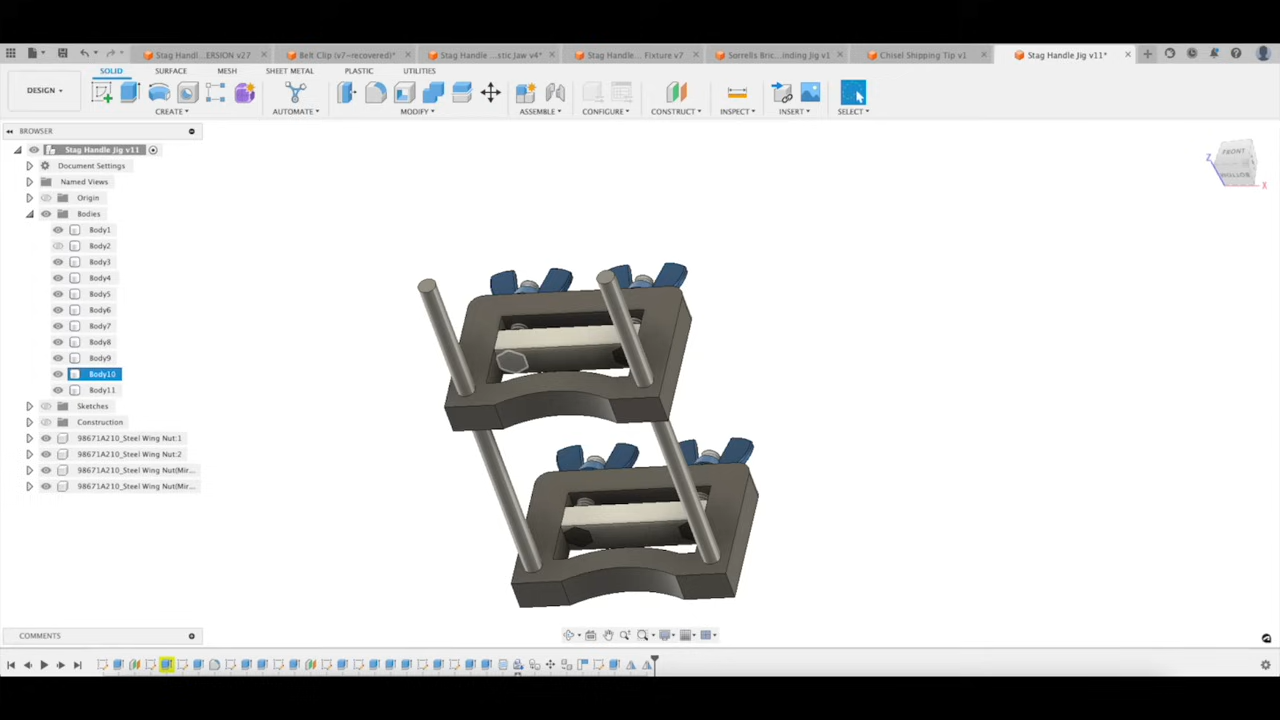 Stag Handl...ERSION v27
Belt Clip (v7~recovered)*
Stag Handle ...stic Jaw v4*
Stag Handle... Fixture v7
Sorrells Bric...nding Jig v1
Chisel Shipping Tip v1
Stag Handle Jig v11*
SOLID SURFACE MESH SHEET METAL PLASTIC UTILITIES
DESIGN
CREATE AUTOMATE MODIFY ASSEMBLE CONFIGURE CONSTRUCT INSPECT INSERT SELECT
BROWSER
Stag Handle Jig v11
Document Settings
Named Views
Origin
Bodies
Body1
Body2
Body3
Body4
Body5
Body6
Body7
Body8
Body9
Body10
Body11
Sketches
Construction
98671A210_Steel Wing Nut:1
98671A210_Steel Wing Nut:2
98671A210_Steel Wing Nut(Mir...
98671A210_Steel Wing Nut(Mir...
FRONT
BOTTOM
Z
X
COMMENTS